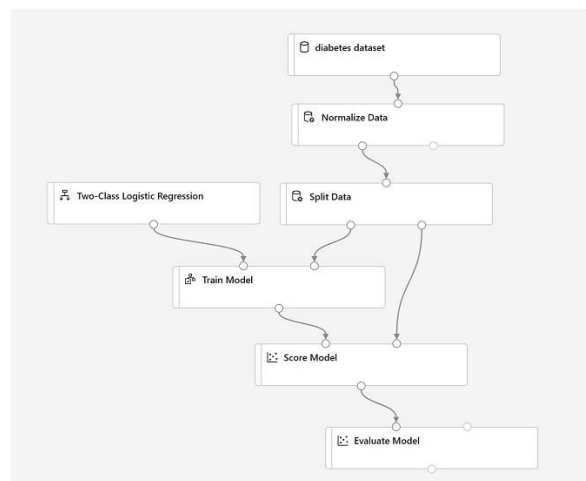 diabetes dataset
Normalize Data
Two-Class Logistic Regression
Split Data
Train Model
Score Model
Evaluate Model